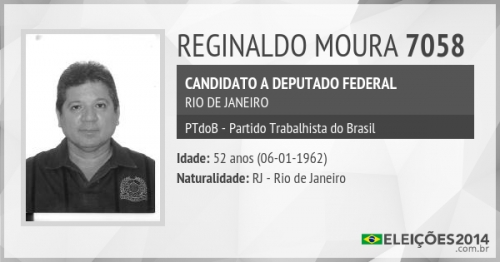 REGINALDO MOURA 7058
CANDIDATO A DEPUTADO FEDERAL
RIO DE JANEIRO
PTdoB - Partido Trabalhista do Brasil
Idade: 52 anos (06-01-1962)
Naturalidade: RJ - Rio de Janeiro
ELEIÇÕES2014
.com.br